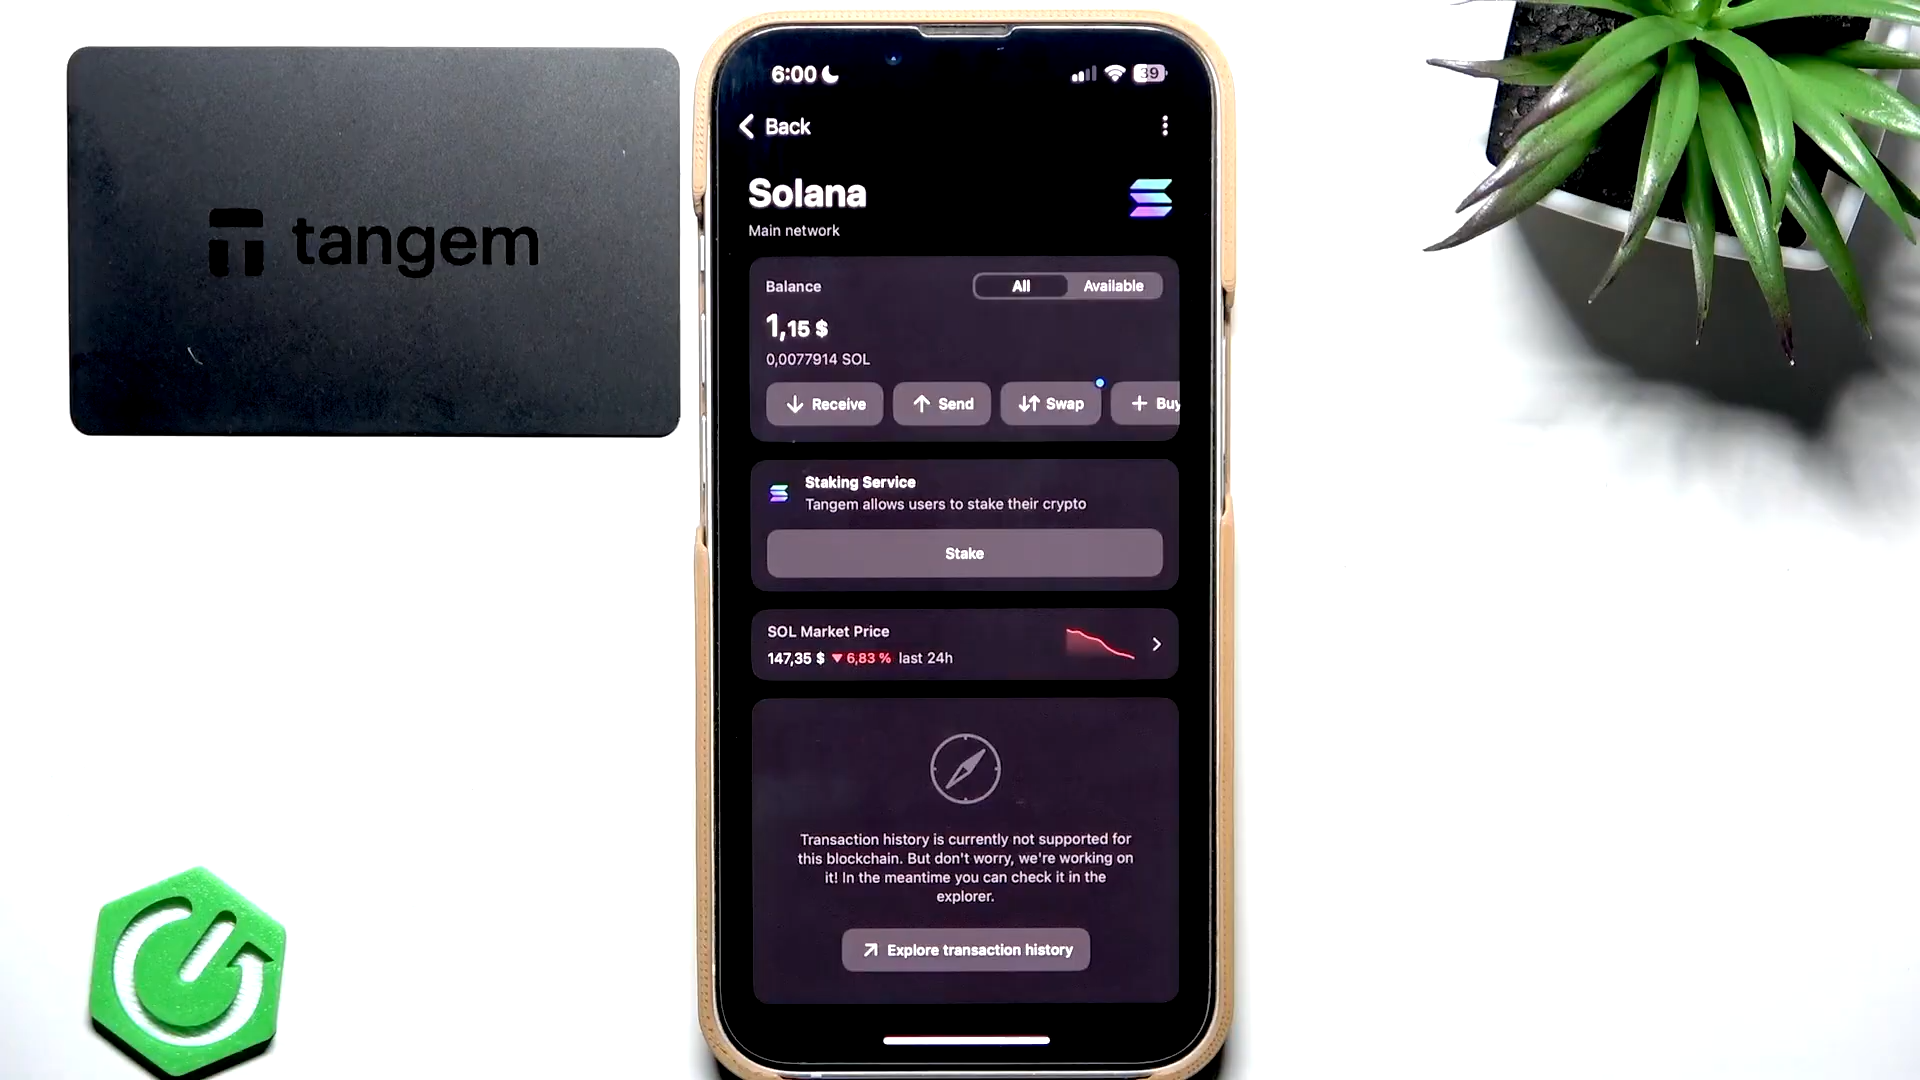 tangem
6:00
39
Back
Solana
Main network
Balance
All
Available
1,15 $
0,0077914 SOL
Receive
Send
Swap
Buy
Staking Service
Tangem allows users to stake their crypto
Stake
SOL Market Price
147,35 $ ▼ 6,83 % last 24h
Transaction history is currently not supported for
this blockchain. But don't worry, we're working on
it! In the meantime you can check it in the
explorer.
Explore transaction history